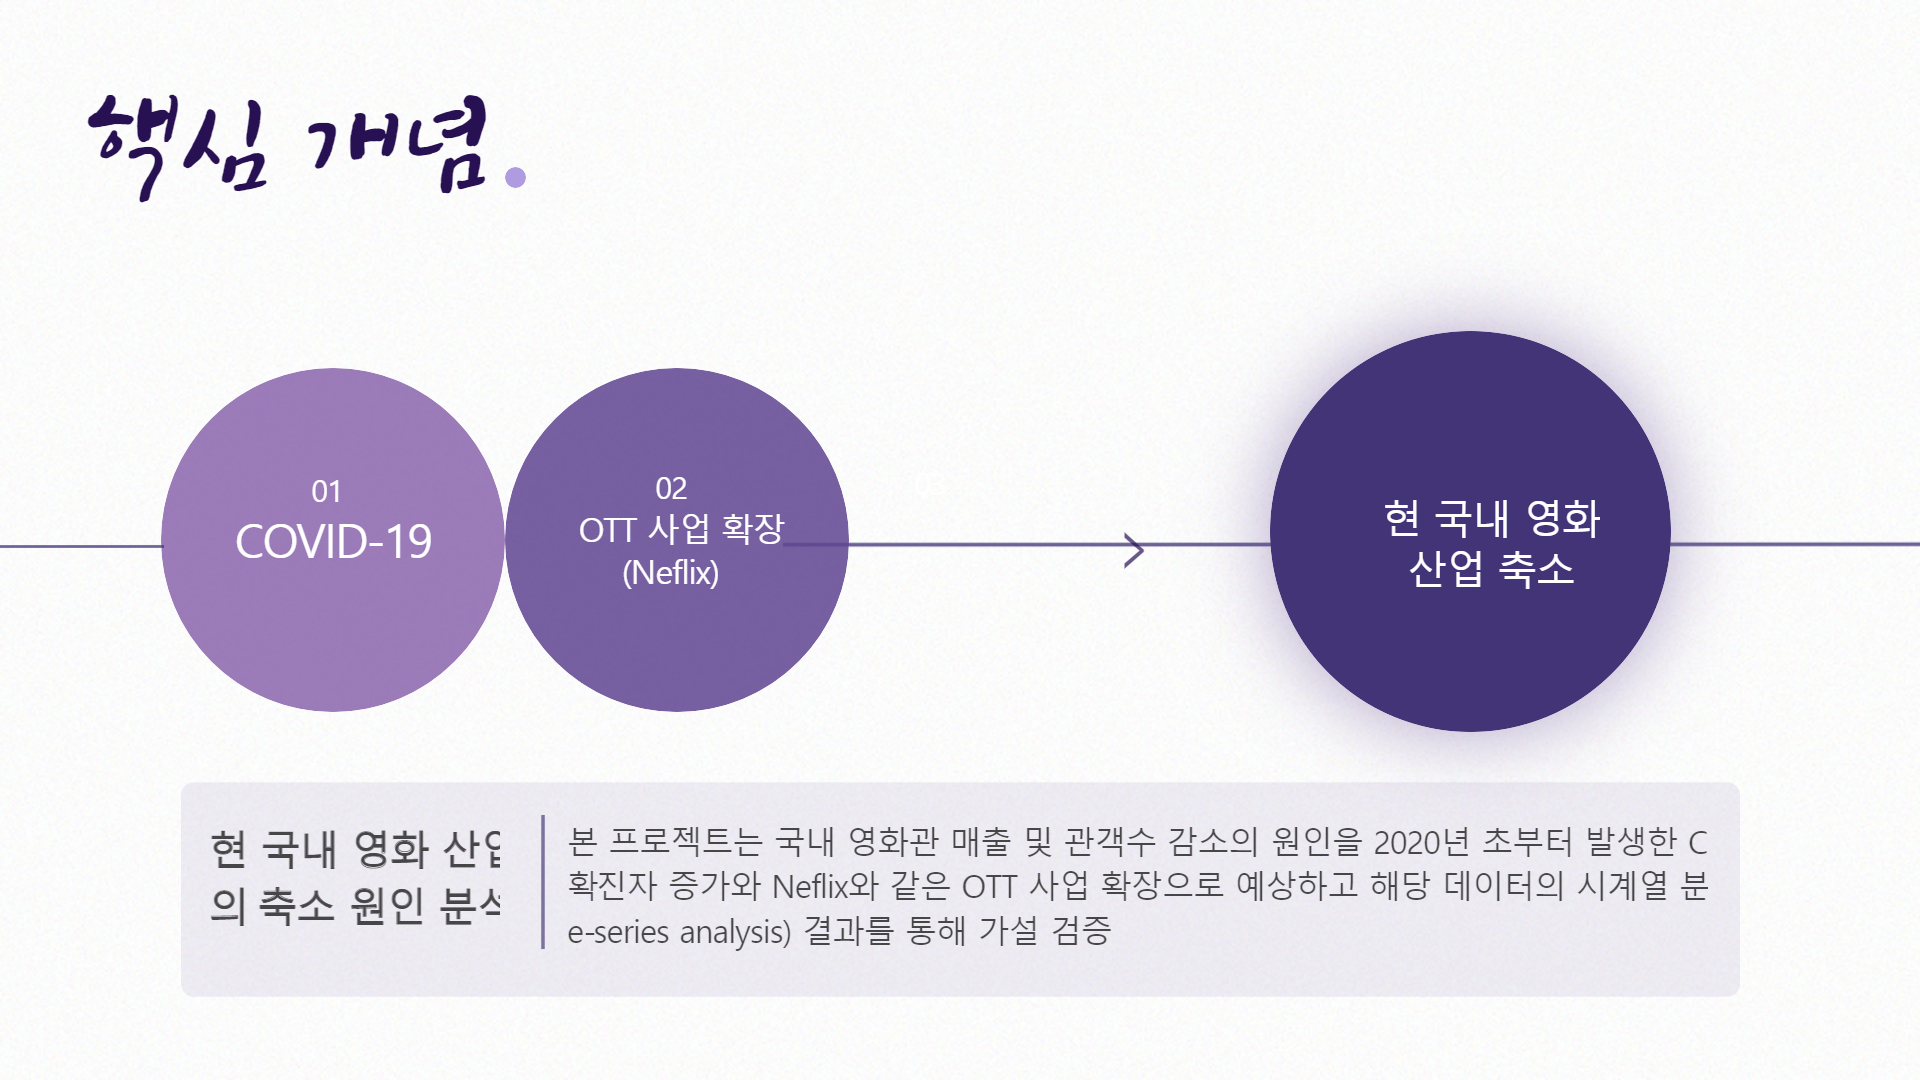 핵심 개념.
01
COVID-19
02
OTT 사업 확장
(Neflix)
현 국내 영화
산업 축소
현 국내 영화
의 축소 원인
본 프로젝트는 국내 영화관 매출 및 관객수 감소의 원인을 2020년 초부터 발생한 C
확진자 증가와 Neflix와 같은 OTT 사업 확장으로 예상하고 해당 데이터의 시계열 분
e-series analysis) 결과를 통해 가설 검증